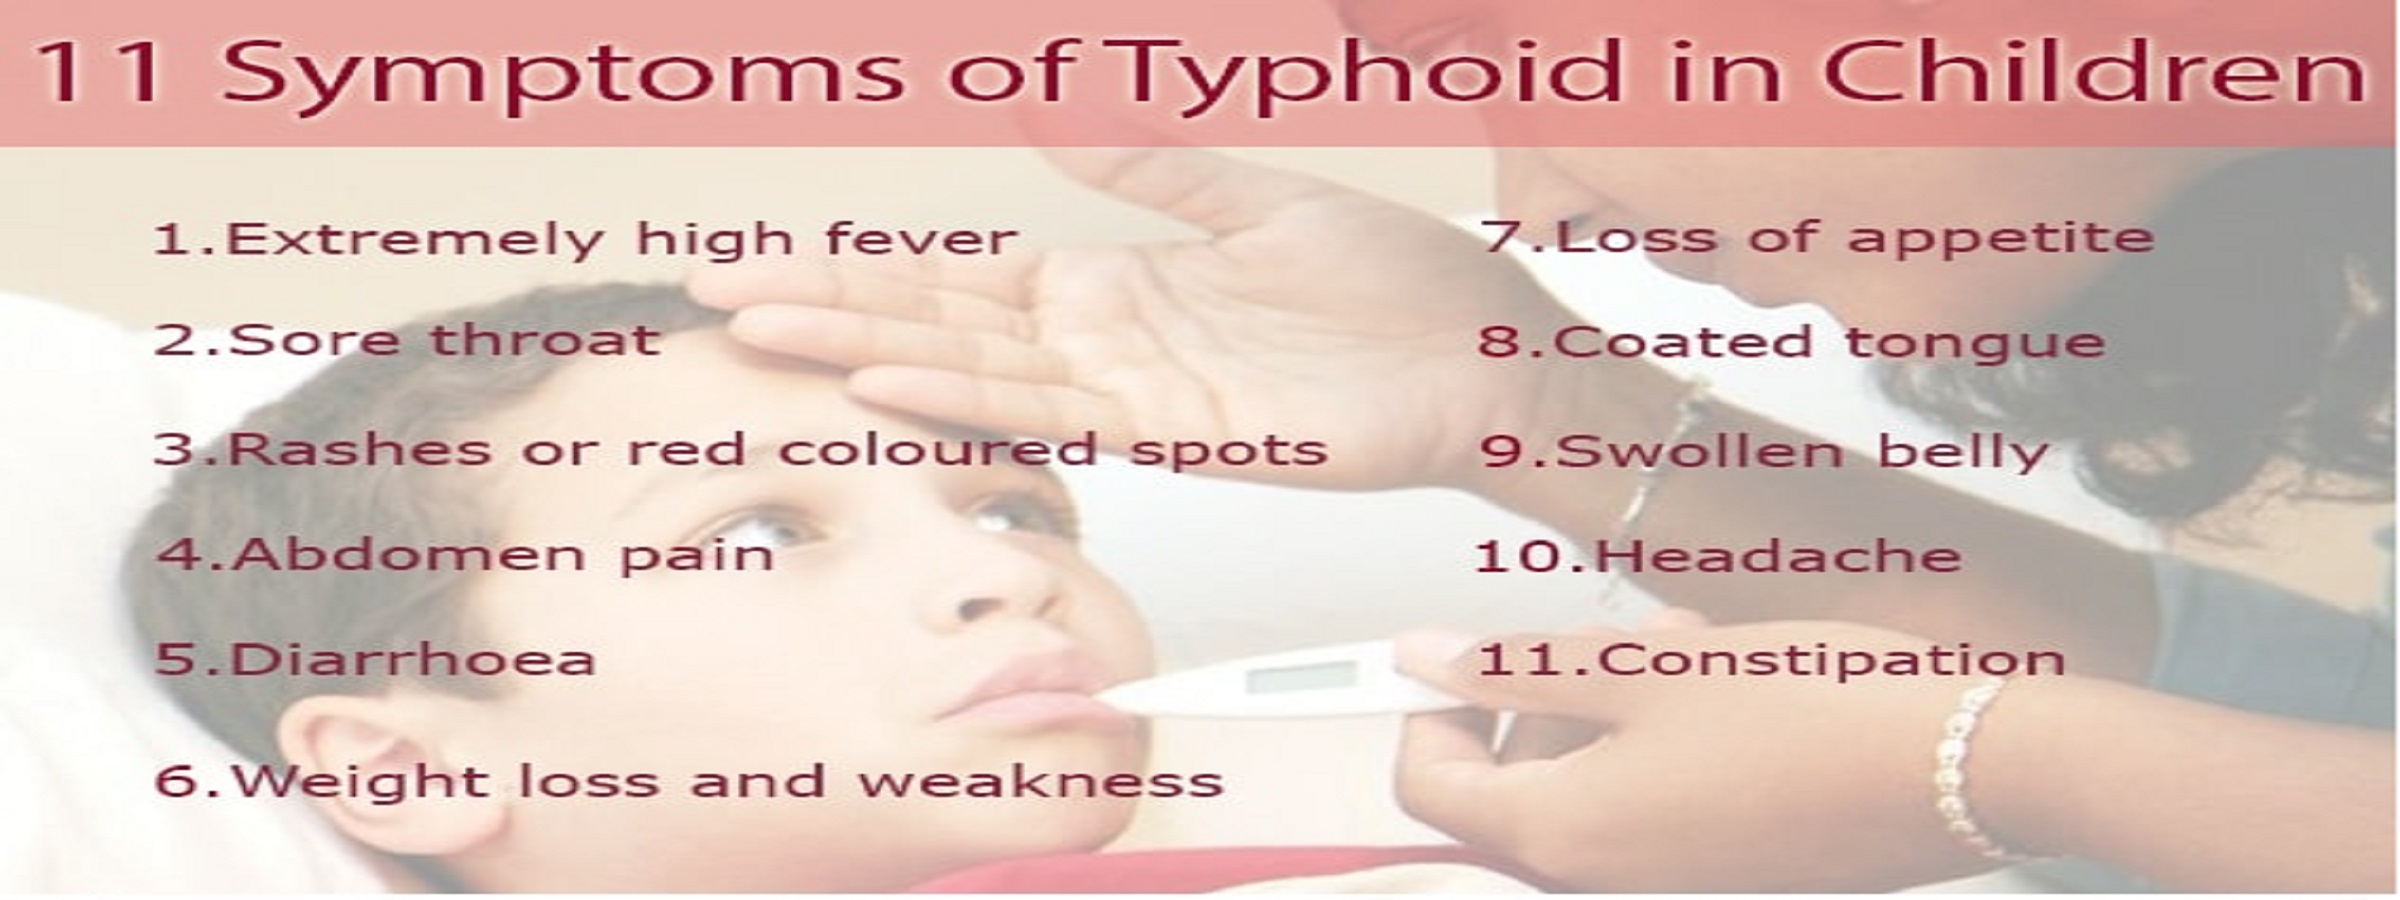 11 Symptoms of Typhoid in Children
1.Extremely high fever
2.Sore throat
3.Rashes or red coloured spots
4.Abdomen pain
5.Diarrhoea
6.Weight loss and weakness
7.Loss of appetite
8.Coated tongue
9.Swollen belly
10.Headache
11.Constipation